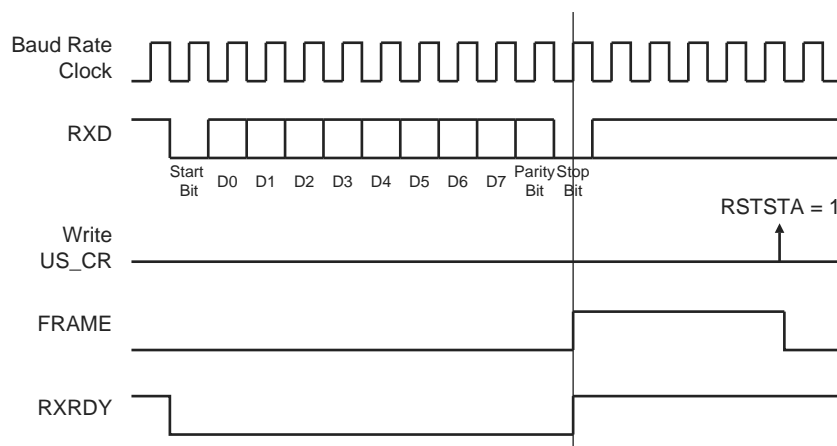 Baud Rate
Clock
RXD
Start
Bit
D0 D1 D2 D3 D4 D5 D6 D7
Parity
Bit
Stop
Bit
RSTSTA = 1
Write
US_CR
FRAME
RXRDY